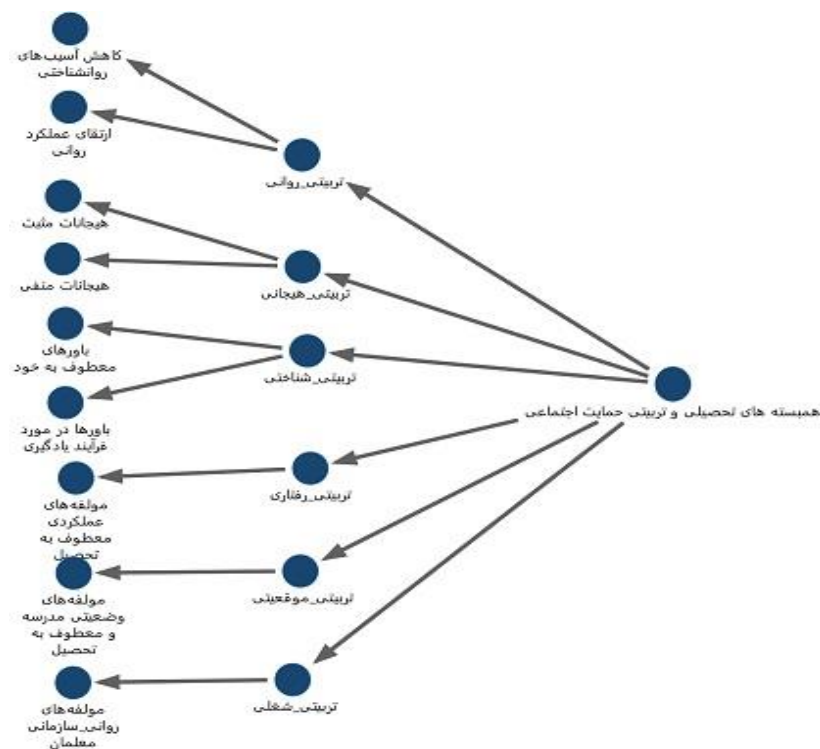 همبسته های تحصیلی و تربیتی حمایت اجتماعی
تربیتی_روانی
کاهش آسیب‌های
روانشناختی
ارتقای عملکرد
روانی
تربیتی_هیجانی
هیجانات مثبت
هیجانات منفی
تربیتی_شناختی
باورهای
معطوف به خود
باورها در مورد
فرآیند یادگیری
تربیتی_رفتاری
مولفه‌های
عملکردی
معطوف به
تحصیل
تربیتی_موقعیتی
مولفه‌های
وضعیتی مدرسه
و معطوف به
تحصیل
تربیتی_شغلی
مولفه‌های
روانی_سازمانی
معلمان